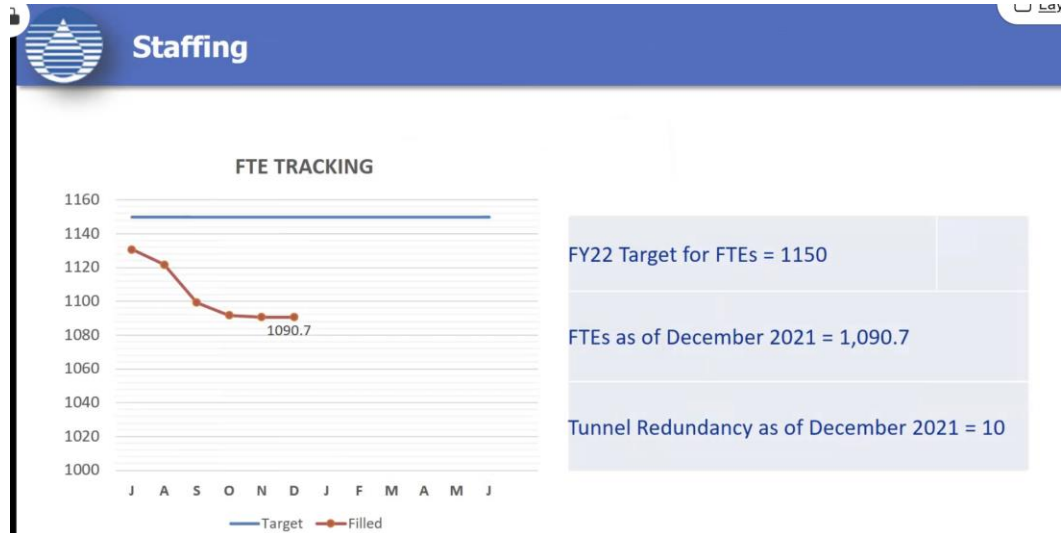 Staffing
FTE TRACKING
1160
1140
1120
1100
1080
1060
1040
1020
1000
1090.7
J A S O N D J F M A M J
Target Filled
FY22 Target for FTEs = 1150
FTEs as of December 2021 = 1,090.7
Tunnel Redundancy as of December 2021 = 10